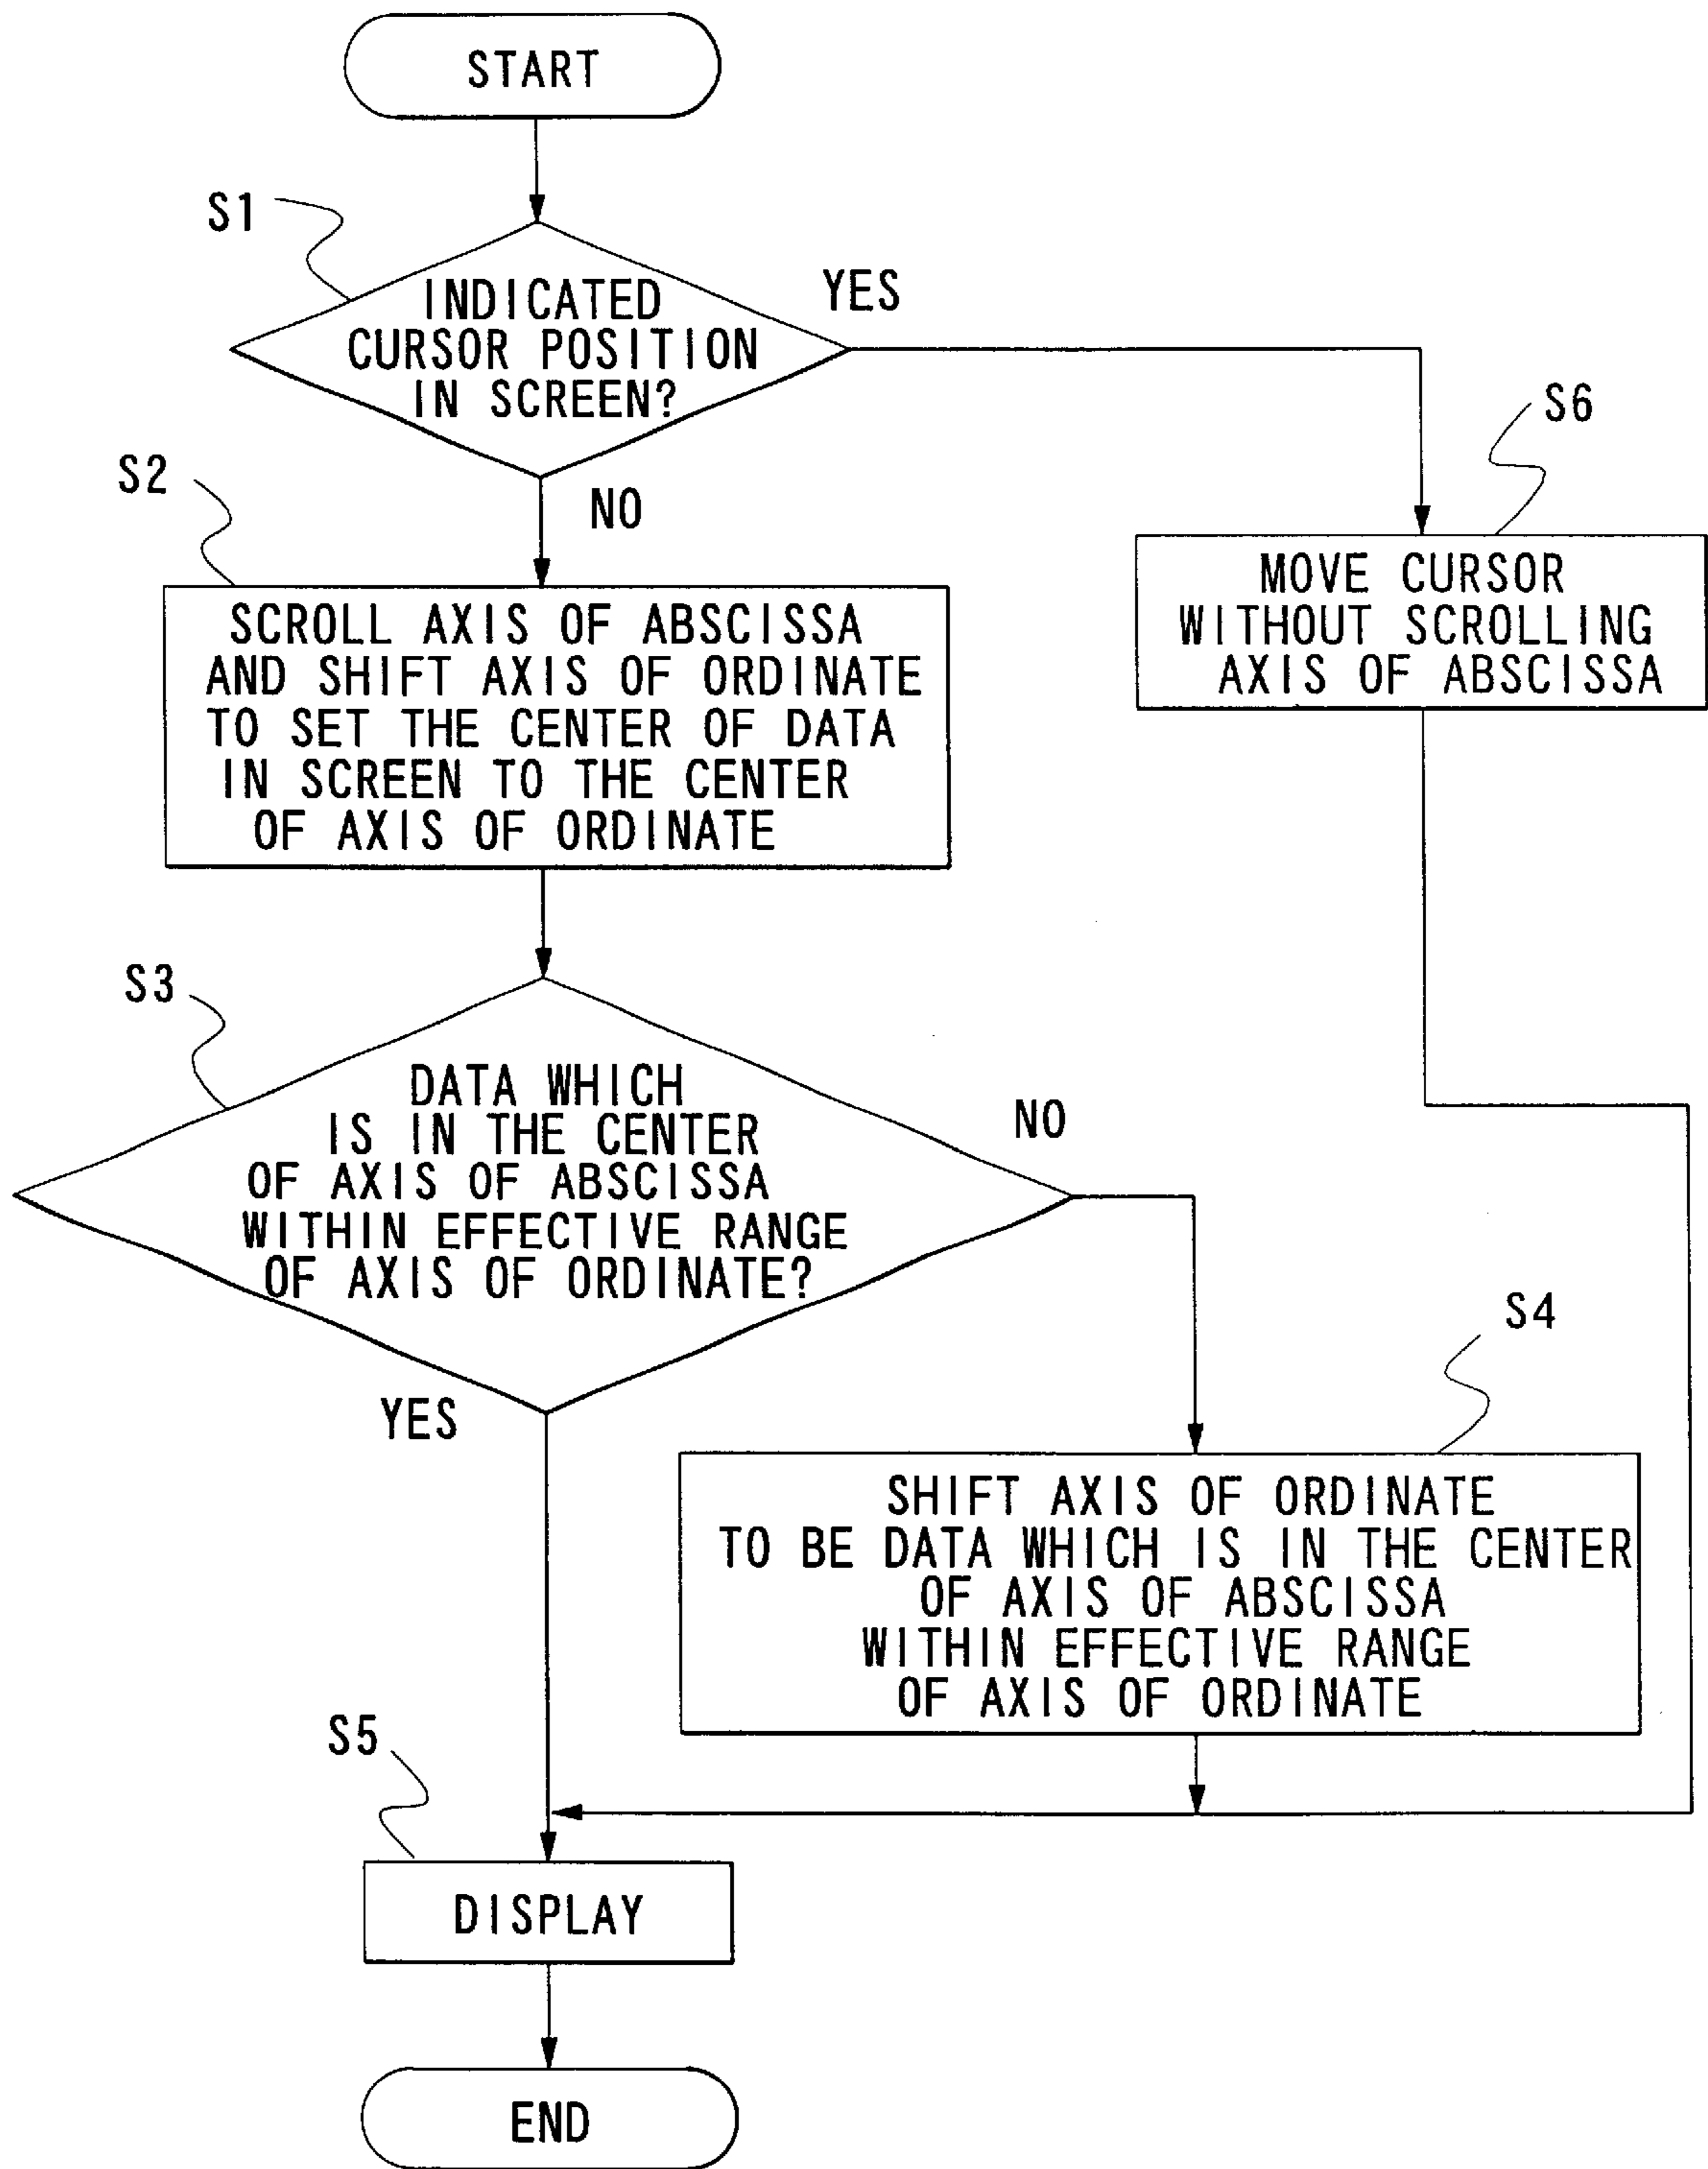 START
S1
INDICATED
CURSOR POSITION
IN SCREEN?
YES
NO
S6
MOVE CURSOR
WITHOUT SCROLLING
AXIS OF ABSCISSA
S2
SCROLL AXIS OF ABSCISSA
AND SHIFT AXIS OF ORDINATE
TO SET THE CENTER OF DATA
IN SCREEN TO THE CENTER
OF AXIS OF ORDINATE
S3
DATA WHICH
IS IN THE CENTER
OF AXIS OF ABSCISSA
WITHIN EFFECTIVE RANGE
OF AXIS OF ORDINATE?
NO
YES
S4
SHIFT AXIS OF ORDINATE
TO BE DATA WHICH IS IN THE CENTER
OF AXIS OF ABSCISSA
WITHIN EFFECTIVE RANGE
OF AXIS OF ORDINATE
S5
DISPLAY
END